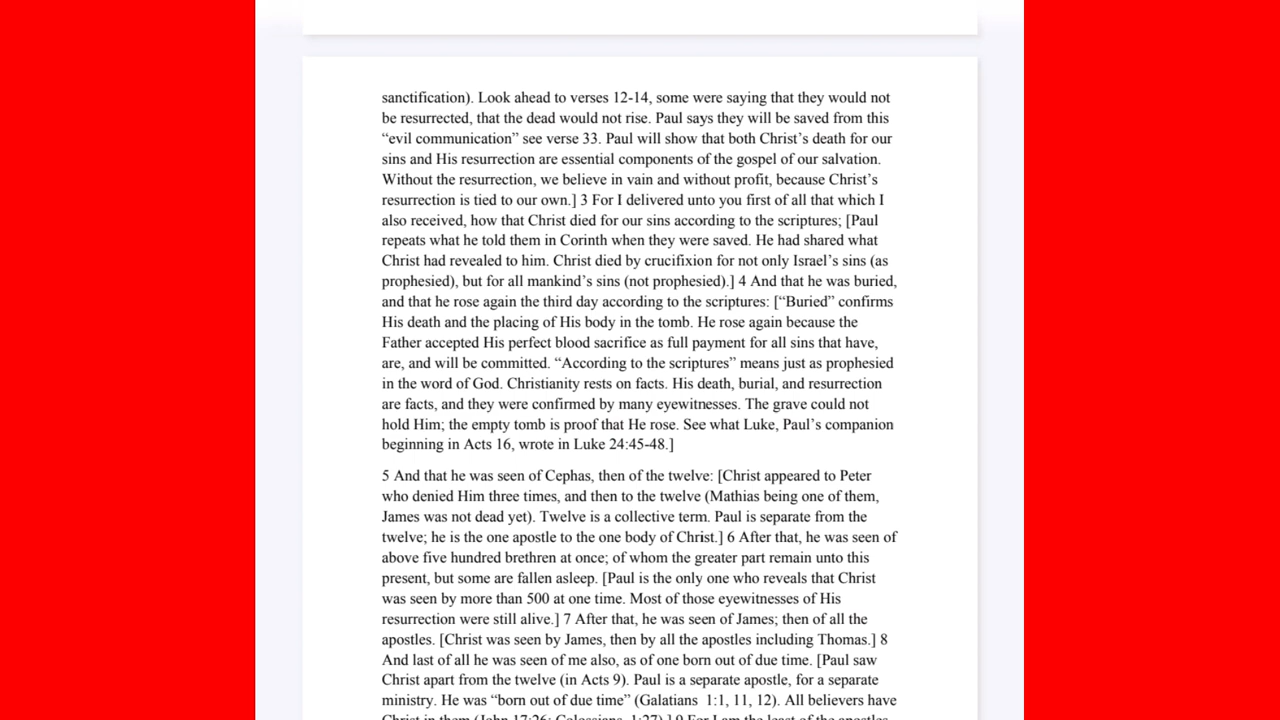 sanctification). Look ahead to verses 12-14, some were saying that they would not
be resurrected, that the dead would not rise. Paul says they will be saved from this
“evil communication” see verse 33. Paul will show that both Christ’s death for our
sins and His resurrection are essential components of the gospel of our salvation.
Without the resurrection, we believe in vain and without profit, because Christ’s
resurrection is tied to our own.] 3 For I delivered unto you first of all that which I
also received, how that Christ died for our sins according to the scriptures; [Paul
repeats what he told them in Corinth when they were saved. He had shared what
Christ had revealed to him. Christ died by crucifixion for not only Israel’s sins (as
prophesied), but for all mankind’s sins (not prophesied).] 4 And that he was buried,
and that he rose again the third day according to the scriptures: [“Buried” confirms
His death and the placing of His body in the tomb. He rose again because the
Father accepted His perfect blood sacrifice as full payment for all sins that have,
are, and will be committed. “According to the scriptures” means just as prophesied
in the word of God. Christianity rests on facts. His death, burial, and resurrection
are facts, and they were confirmed by many eyewitnesses. The grave could not
hold Him; the empty tomb is proof that He rose. See what Luke, Paul’s companion
beginning in Acts 16, wrote in Luke 24:45-48.]
5 And that he was seen of Cephas, then of the twelve: [Christ appeared to Peter
who denied Him three times, and then to the twelve (Mathias being one of them,
James was not dead yet). Twelve is a collective term. Paul is separate from the
twelve; he is the one apostle to the one body of Christ.] 6 After that, he was seen of
above five hundred brethren at once; of whom the greater part remain unto this
present, but some are fallen asleep. [Paul is the only one who reveals that Christ
was seen by more than 500 at one time. Most of those eyewitnesses of His
resurrection were still alive.] 7 After that, he was seen of James; then of all the
apostles. [Christ was seen by James, then by all the apostles including Thomas.] 8
And last of all he was seen of me also, as of one born out of due time. [Paul saw
Christ apart from the twelve (in Acts 9). Paul is a separate apostle, for a separate
ministry. He was “born out of due time” (Galatians 1:1, 11, 12). All believers have
Christ in them (John 17:26; Colossians 1:27).] 9 For I am the least of the apostles,